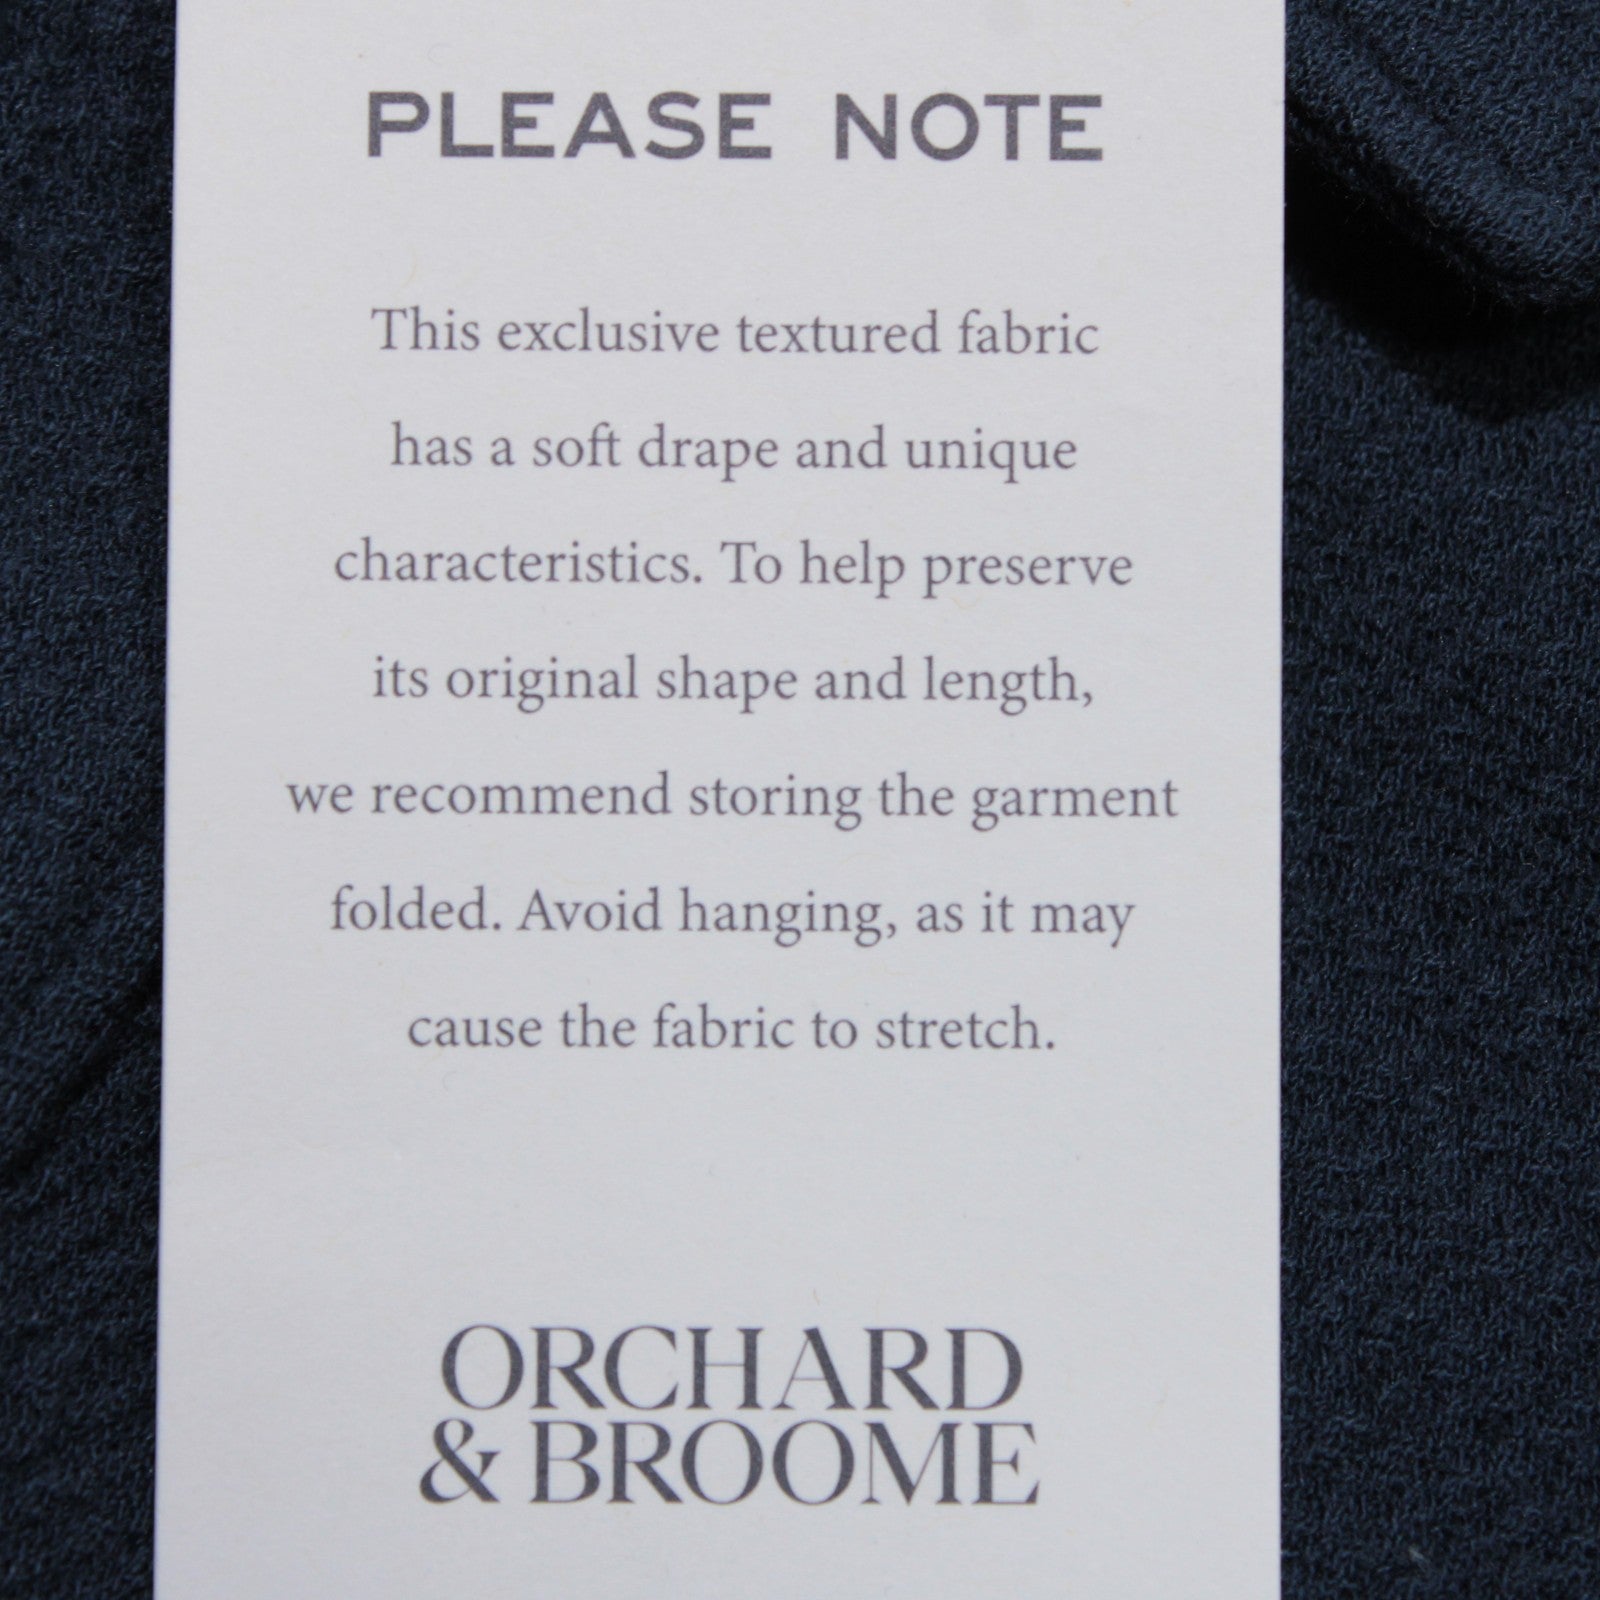 PLEASE NOTE
This exclusive textured fabric
has a soft drape and unique
characteristics. To help preserve
its original shape and length,
we recommend storing the garment
folded. Avoid hanging, as it may
cause the fabric to stretch.
ORCHARD
& BROOME